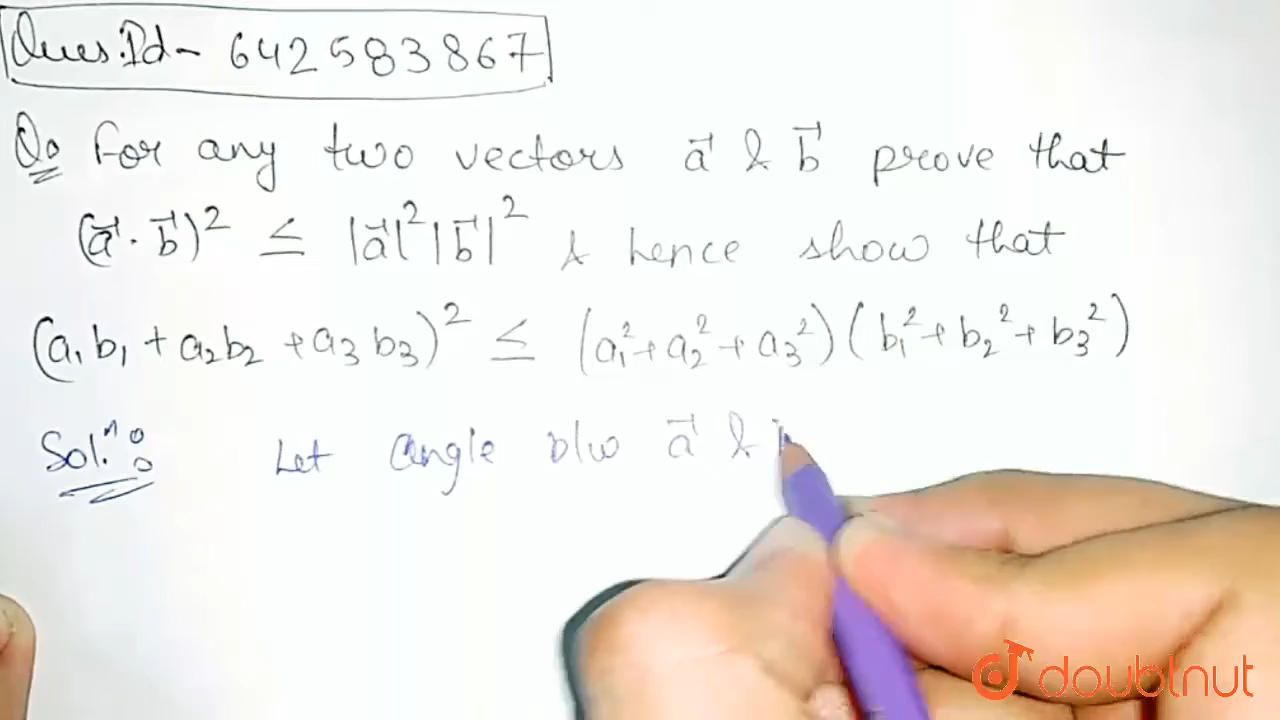 Ques.Id- 642583867
Qo For any two vectors a⃗ & b⃗ prove that
(a⃗ · b⃗)² ≤ |a⃗|² |b⃗|² & hence show that
(a₁b₁ + a₂b₂ + a₃b₃)² ≤ (a₁² + a₂² + a₃²)(b₁² + b₂² + b₃²)
Sol.ⁿ: Let angle b/w a⃗ &
doubtnut